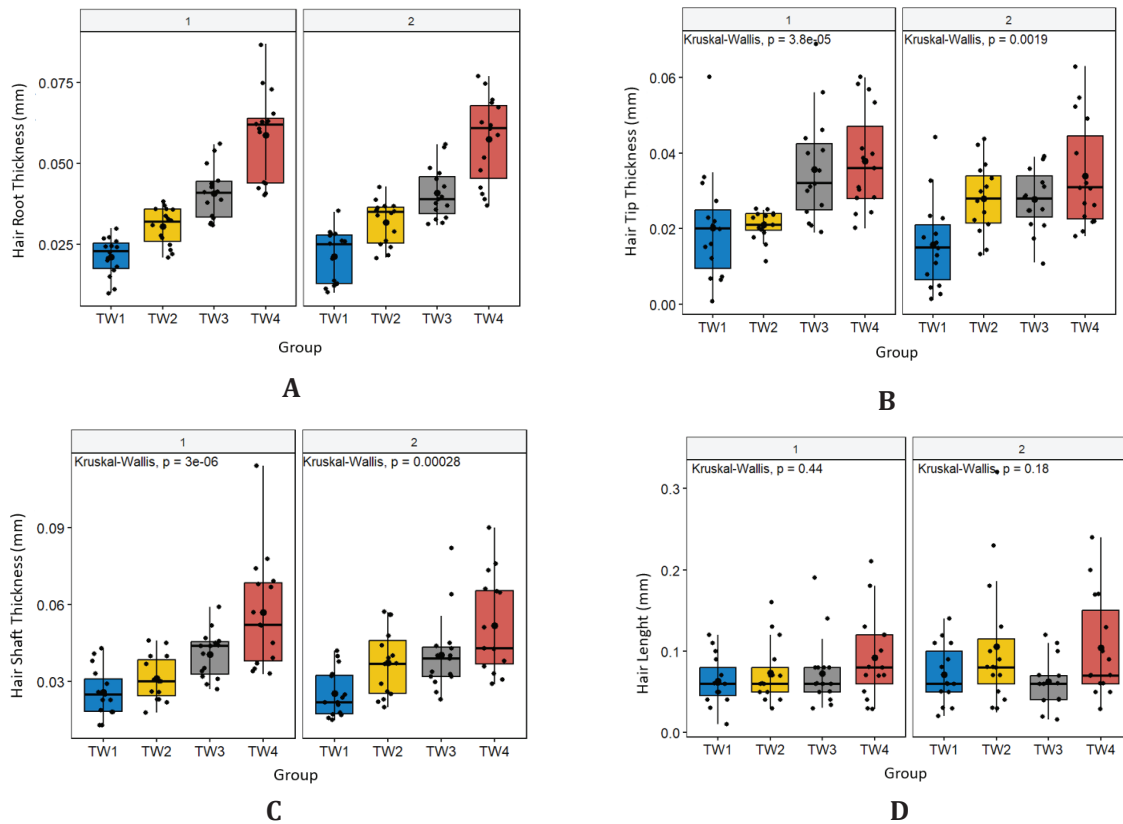 1 2
Hair Root Thickness (mm)
0.075
0.050
0.025
TW1 TW2 TW3 TW4 TW1 TW2 TW3 TW4
Group
A
1 2
Kruskal-Wallis, p = 3.8e-05 Kruskal-Wallis, p = 0.0019
Hair Tip Thickness (mm)
0.06
0.04
0.02
0.00
TW1 TW2 TW3 TW4 TW1 TW2 TW3 TW4
Group
B
1 2
Kruskal-Wallis, p = 3e-06 Kruskal-Wallis, p = 0.00028
Hair Shaft Thickness (mm)
0.09
0.06
0.03
TW1 TW2 TW3 TW4 TW1 TW2 TW3 TW4
Group
C
1 2
Kruskal-Wallis, p = 0.44 Kruskal-Wallis, p = 0.18
Hair Lenght (mm)
0.3
0.2
0.1
0.0
TW1 TW2 TW3 TW4 TW1 TW2 TW3 TW4
Group
D